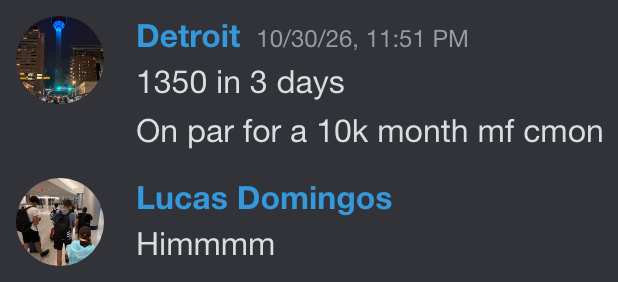 Detroit 10/30/26, 11:51 PM
1350 in 3 days
On par for a 10k month mf cmon
Lucas Domingos
Himmmm